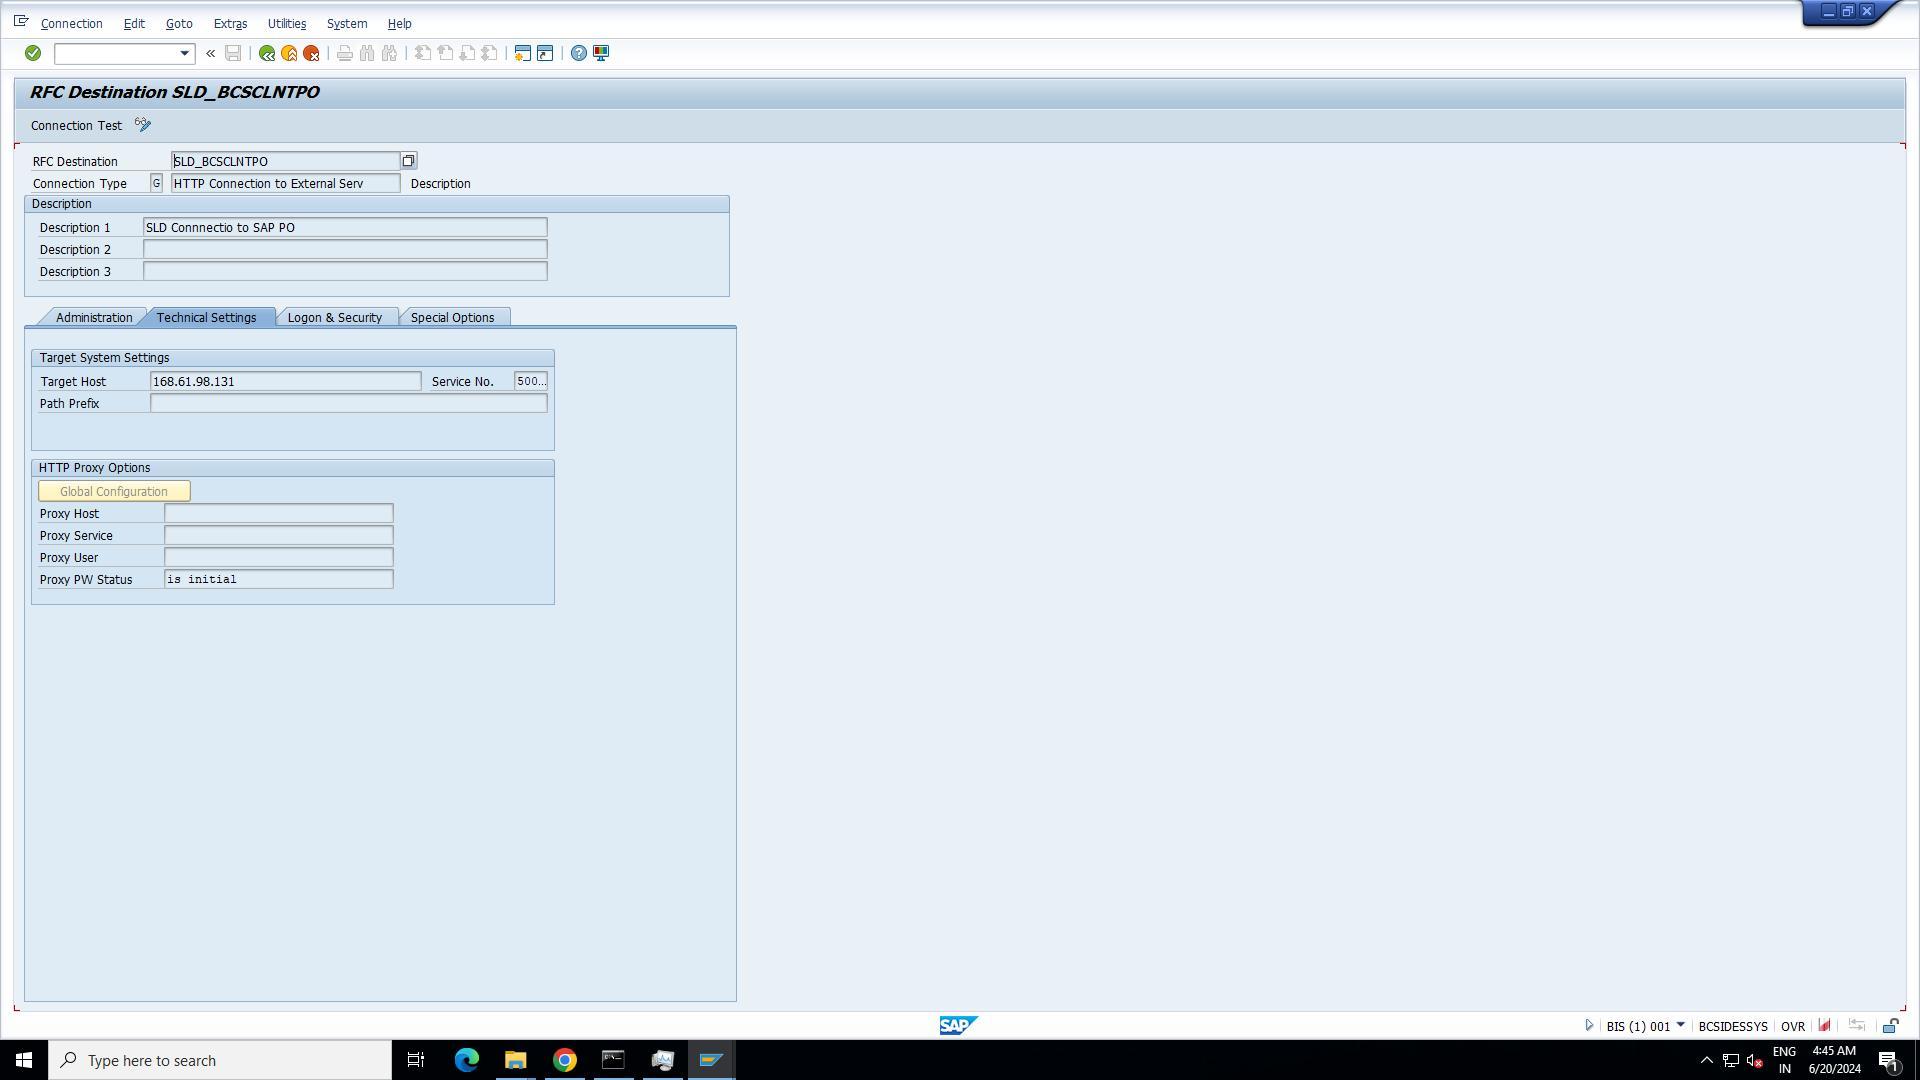 Connection Edit Goto Extras Utilities System Help
RFC Destination SLD_BCSCLNTPO
Connection Test
RFC Destination SLD_BCSCLNTPO
Connection Type G HTTP Connection to External Serv Description
Description
Description 1 SLD Connnectio to SAP PO
Description 2
Description 3
Administration Technical Settings Logon & Security Special Options
Target System Settings
Target Host 168.61.98.131 Service No. 500...
Path Prefix
HTTP Proxy Options
Global Configuration
Proxy Host
Proxy Service
Proxy User
Proxy PW Status is initial
SAP BIS (1) 001 BCSIDESSYS OVR
Type here to search
ENG 4:45 AM
IN 6/20/2024 1